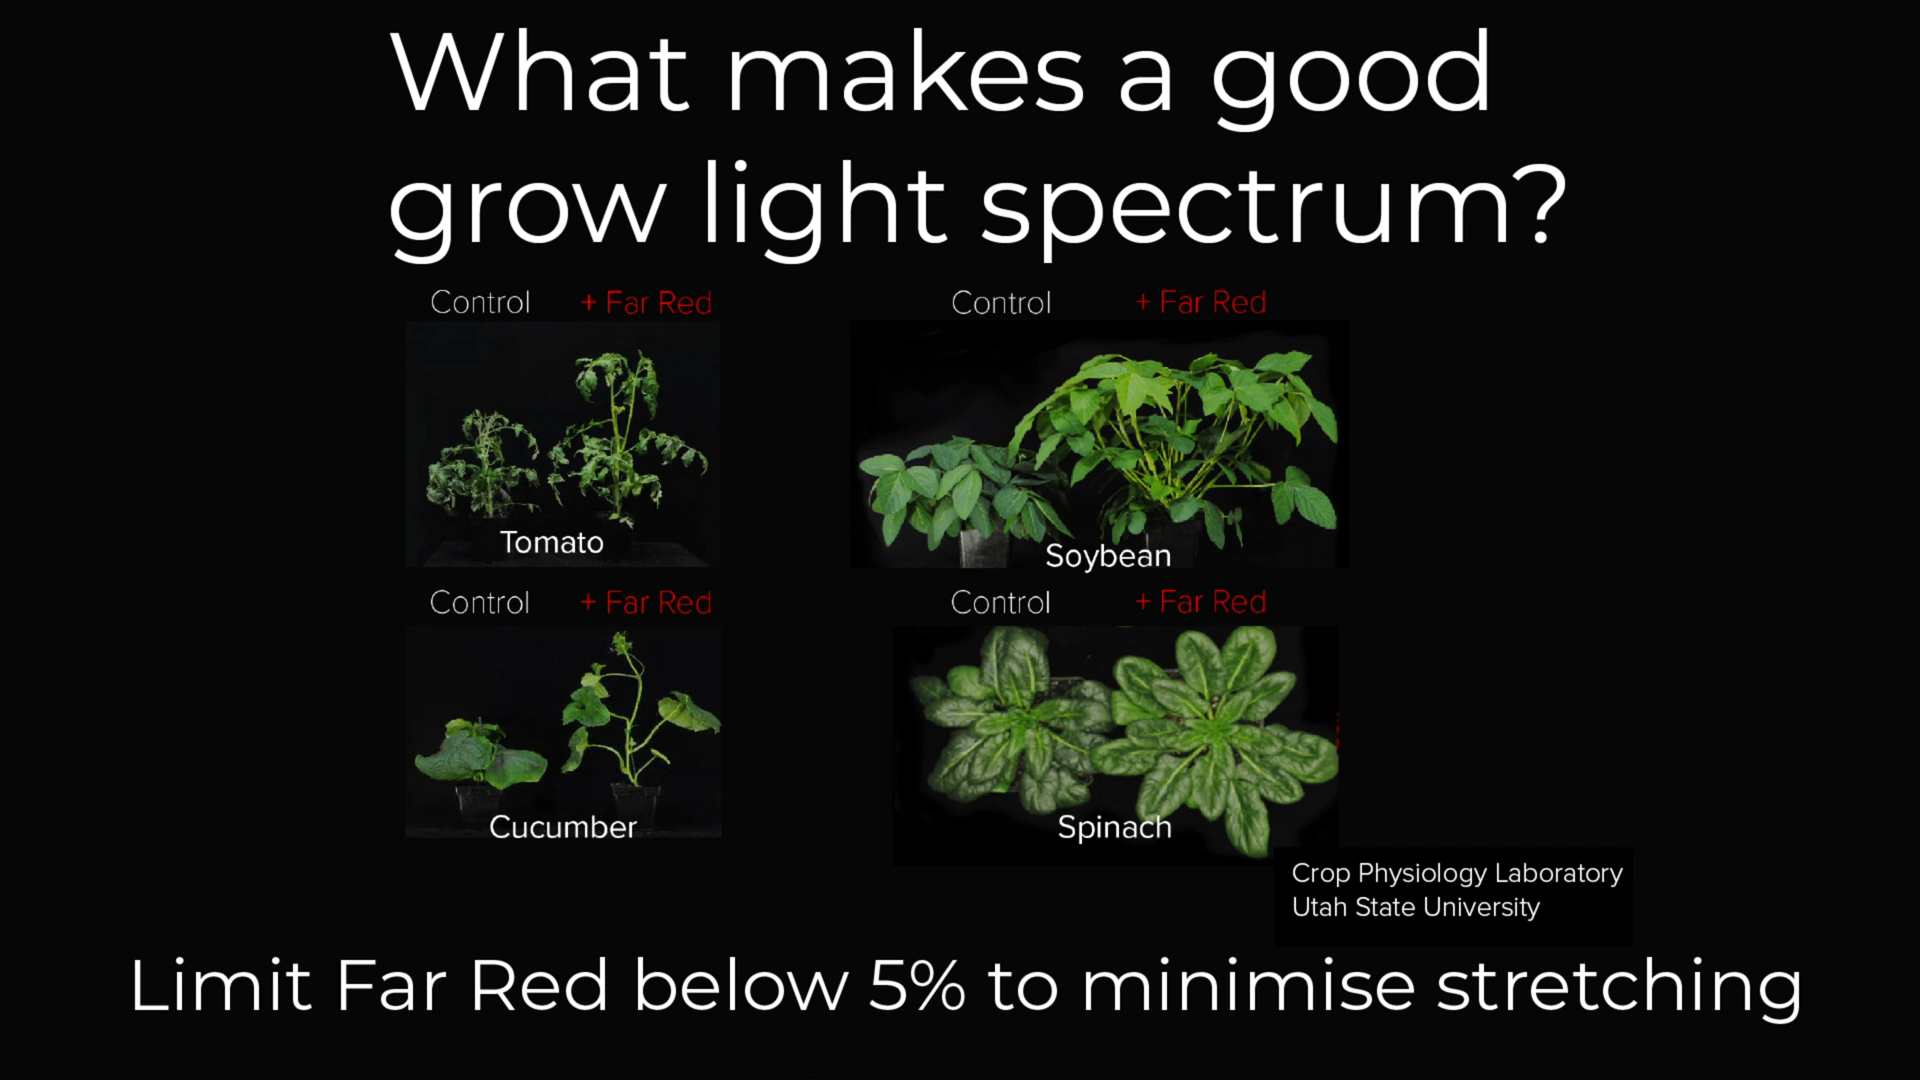 What makes a good
grow light spectrum?
Control + Far Red
Control + Far Red
Tomato
Soybean
Control + Far Red
Control + Far Red
Cucumber
Spinach
Crop Physiology Laboratory
Utah State University
Limit Far Red below 5% to minimise stretching